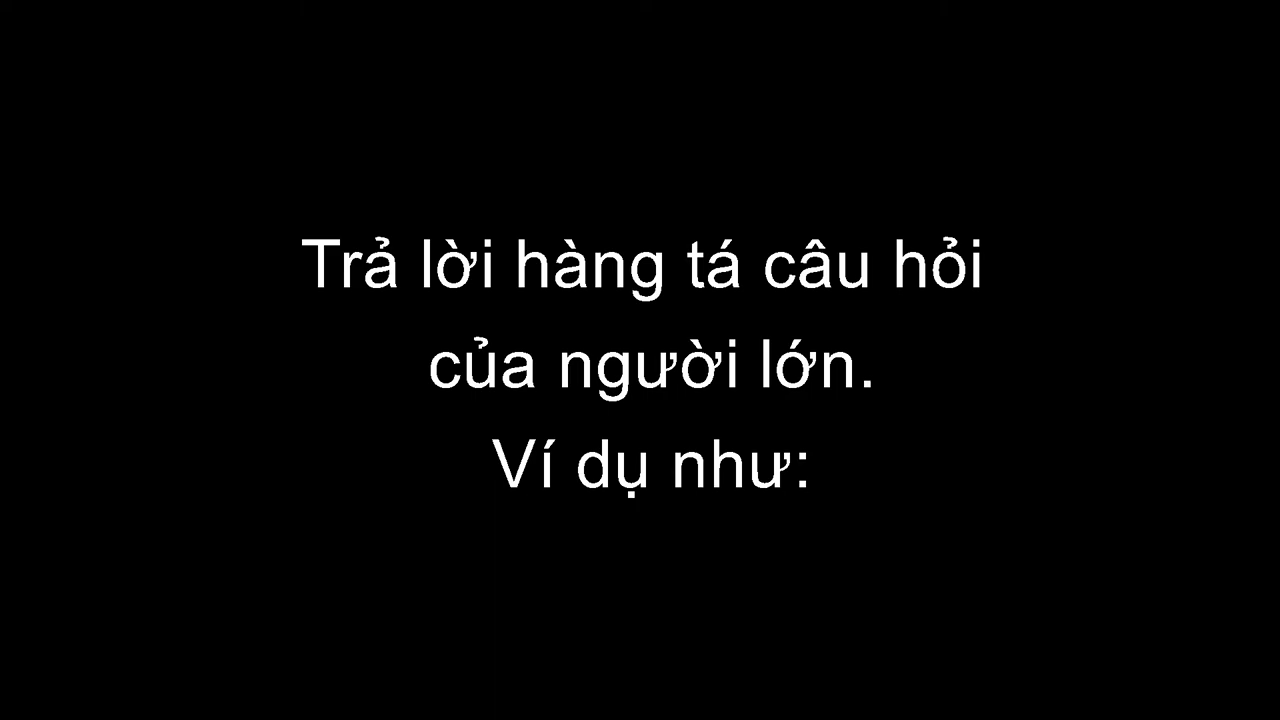 Trả lời hàng tá câu hỏi
của người lớn.
Ví dụ như: